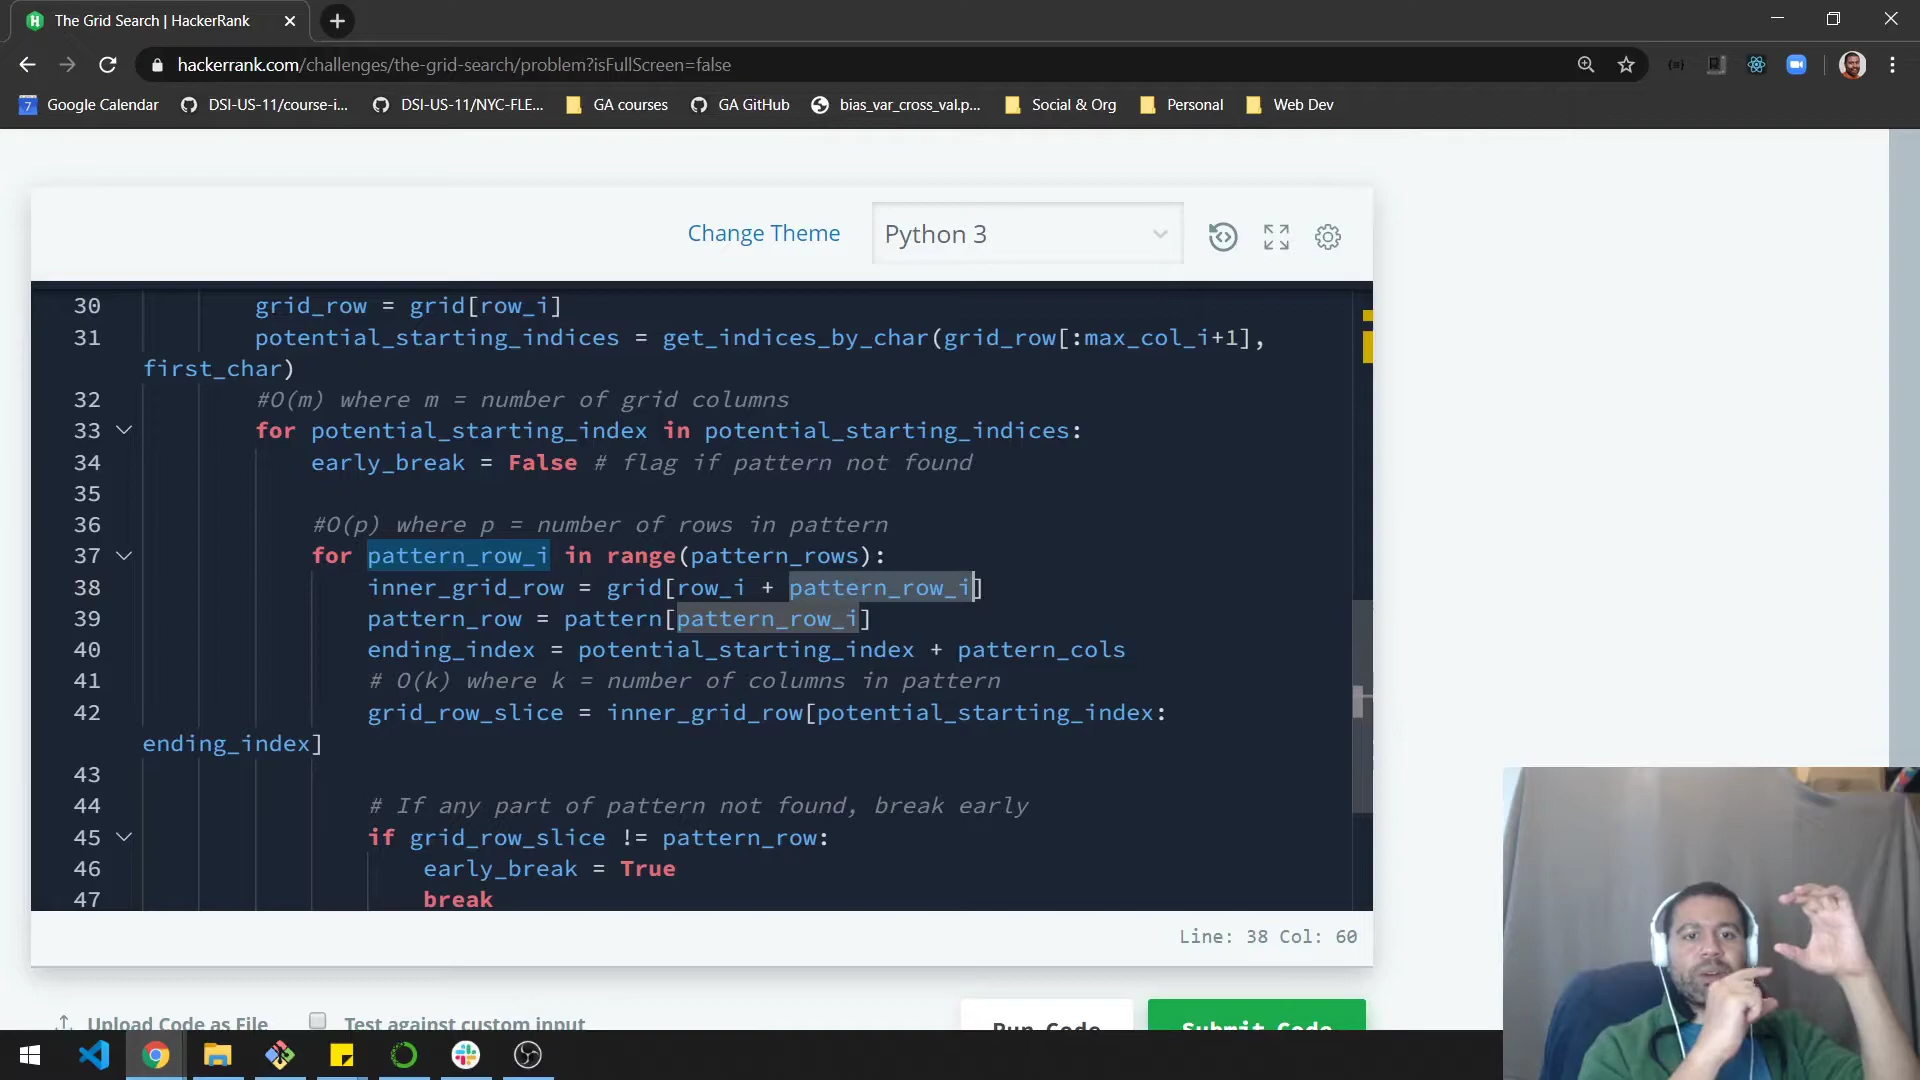 The Grid Search | HackerRank
hackerrank.com/challenges/the-grid-search/problem?isFullScreen=false
7 Google Calendar DSI-US-11/course-i... DSI-US-11/NYC-FLE... GA courses GA GitHub bias_var_cross_val.p... Social & Org Personal Web Dev
Change Theme Python 3
30 grid_row = grid[row_i]
31 potential_starting_indices = get_indices_by_char(grid_row[:max_col_i+1],
first_char)
32 #O(m) where m = number of grid columns
33 for potential_starting_index in potential_starting_indices:
34 early_break = False # flag if pattern not found
35
36 #O(p) where p = number of rows in pattern
37 for pattern_row_i in range(pattern_rows):
38 inner_grid_row = grid[row_i + pattern_row_i]
39 pattern_row = pattern[pattern_row_i]
40 ending_index = potential_starting_index + pattern_cols
41 # O(k) where k = number of columns in pattern
42 grid_row_slice = inner_grid_row[potential_starting_index:
ending_index]
43
44 # If any part of pattern not found, break early
45 if grid_row_slice != pattern_row:
46 early_break = True
47 break
Line: 38 Col: 60
Upload Code as File Test against custom input Run Code Submit Code